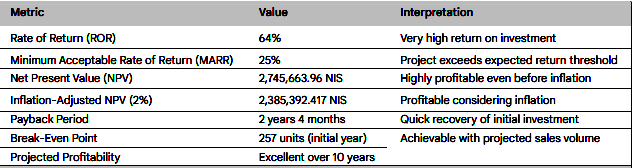 Metric Value Interpretation
Rate of Return (ROR) 64% Very high return on investment
Minimum Acceptable Rate of Return (MARR) 25% Project exceeds expected return threshold
Net Present Value (NPV) 2,745,663.96 NIS Highly profitable even before inflation
Inflation-Adjusted NPV (2%) 2,385,392.417 NIS Profitable considering inflation
Payback Period 2 years 4 months Quick recovery of initial investment
Break-Even Point 257 units (initial year) Achievable with projected sales volume
Projected Profitability Excellent over 10 years